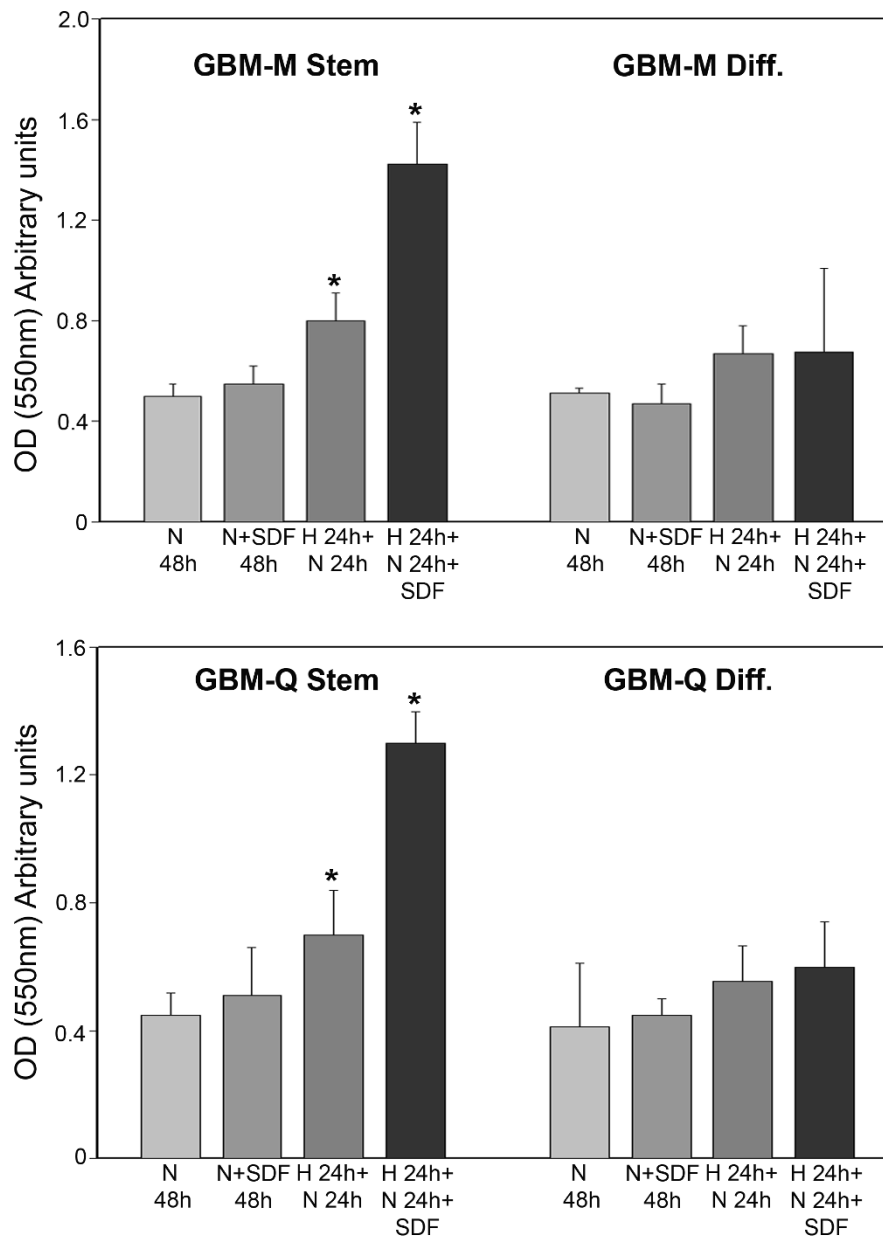 2.0
1.6
1.2
0.8
0.4
0
OD (550nm) Arbitrary units
GBM-M Stem
GBM-M Diff.
*
*
N
48h
N+SDF
48h
H 24h+
N 24h
H 24h+
N 24h+
SDF
N
48h
N+SDF
48h
H 24h+
N 24h
H 24h+
N 24h+
SDF
1.6
1.2
0.8
0.4
0
OD (550nm) Arbitrary units
GBM-Q Stem
GBM-Q Diff.
*
*
N
48h
N+SDF
48h
H 24h+
N 24h
H 24h+
N 24h+
SDF
N
48h
N+SDF
48h
H 24h+
N 24h
H 24h+
N 24h+
SDF